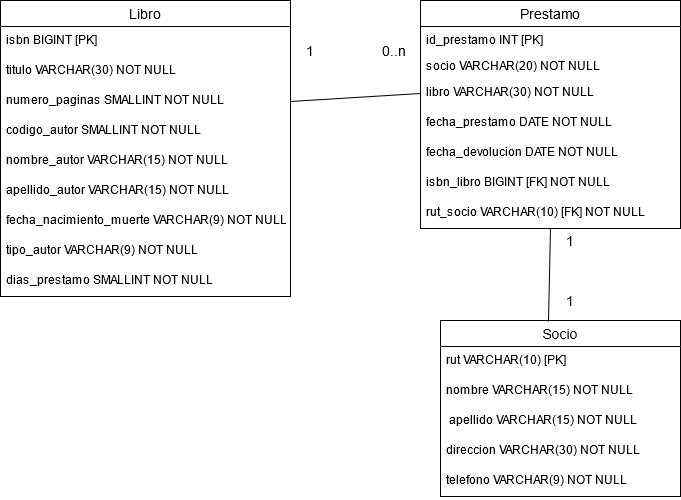 Libro
isbn BIGINT [PK]
titulo VARCHAR(30) NOT NULL
numero_paginas SMALLINT NOT NULL
codigo_autor SMALLINT NOT NULL
nombre_autor VARCHAR(15) NOT NULL
apellido_autor VARCHAR(15) NOT NULL
fecha_nacimiento_muerte VARCHAR(9) NOT NULL
tipo_autor VARCHAR(9) NOT NULL
dias_prestamo SMALLINT NOT NULL
1
0..n
Prestamo
id_prestamo INT [PK]
socio VARCHAR(20) NOT NULL
libro VARCHAR(30) NOT NULL
fecha_prestamo DATE NOT NULL
fecha_devolucion DATE NOT NULL
isbn_libro BIGINT [FK] NOT NULL
rut_socio VARCHAR(10) [FK] NOT NULL
1
1
Socio
rut VARCHAR(10) [PK]
nombre VARCHAR(15) NOT NULL
apellido VARCHAR(15) NOT NULL
direccion VARCHAR(30) NOT NULL
telefono VARCHAR(9) NOT NULL